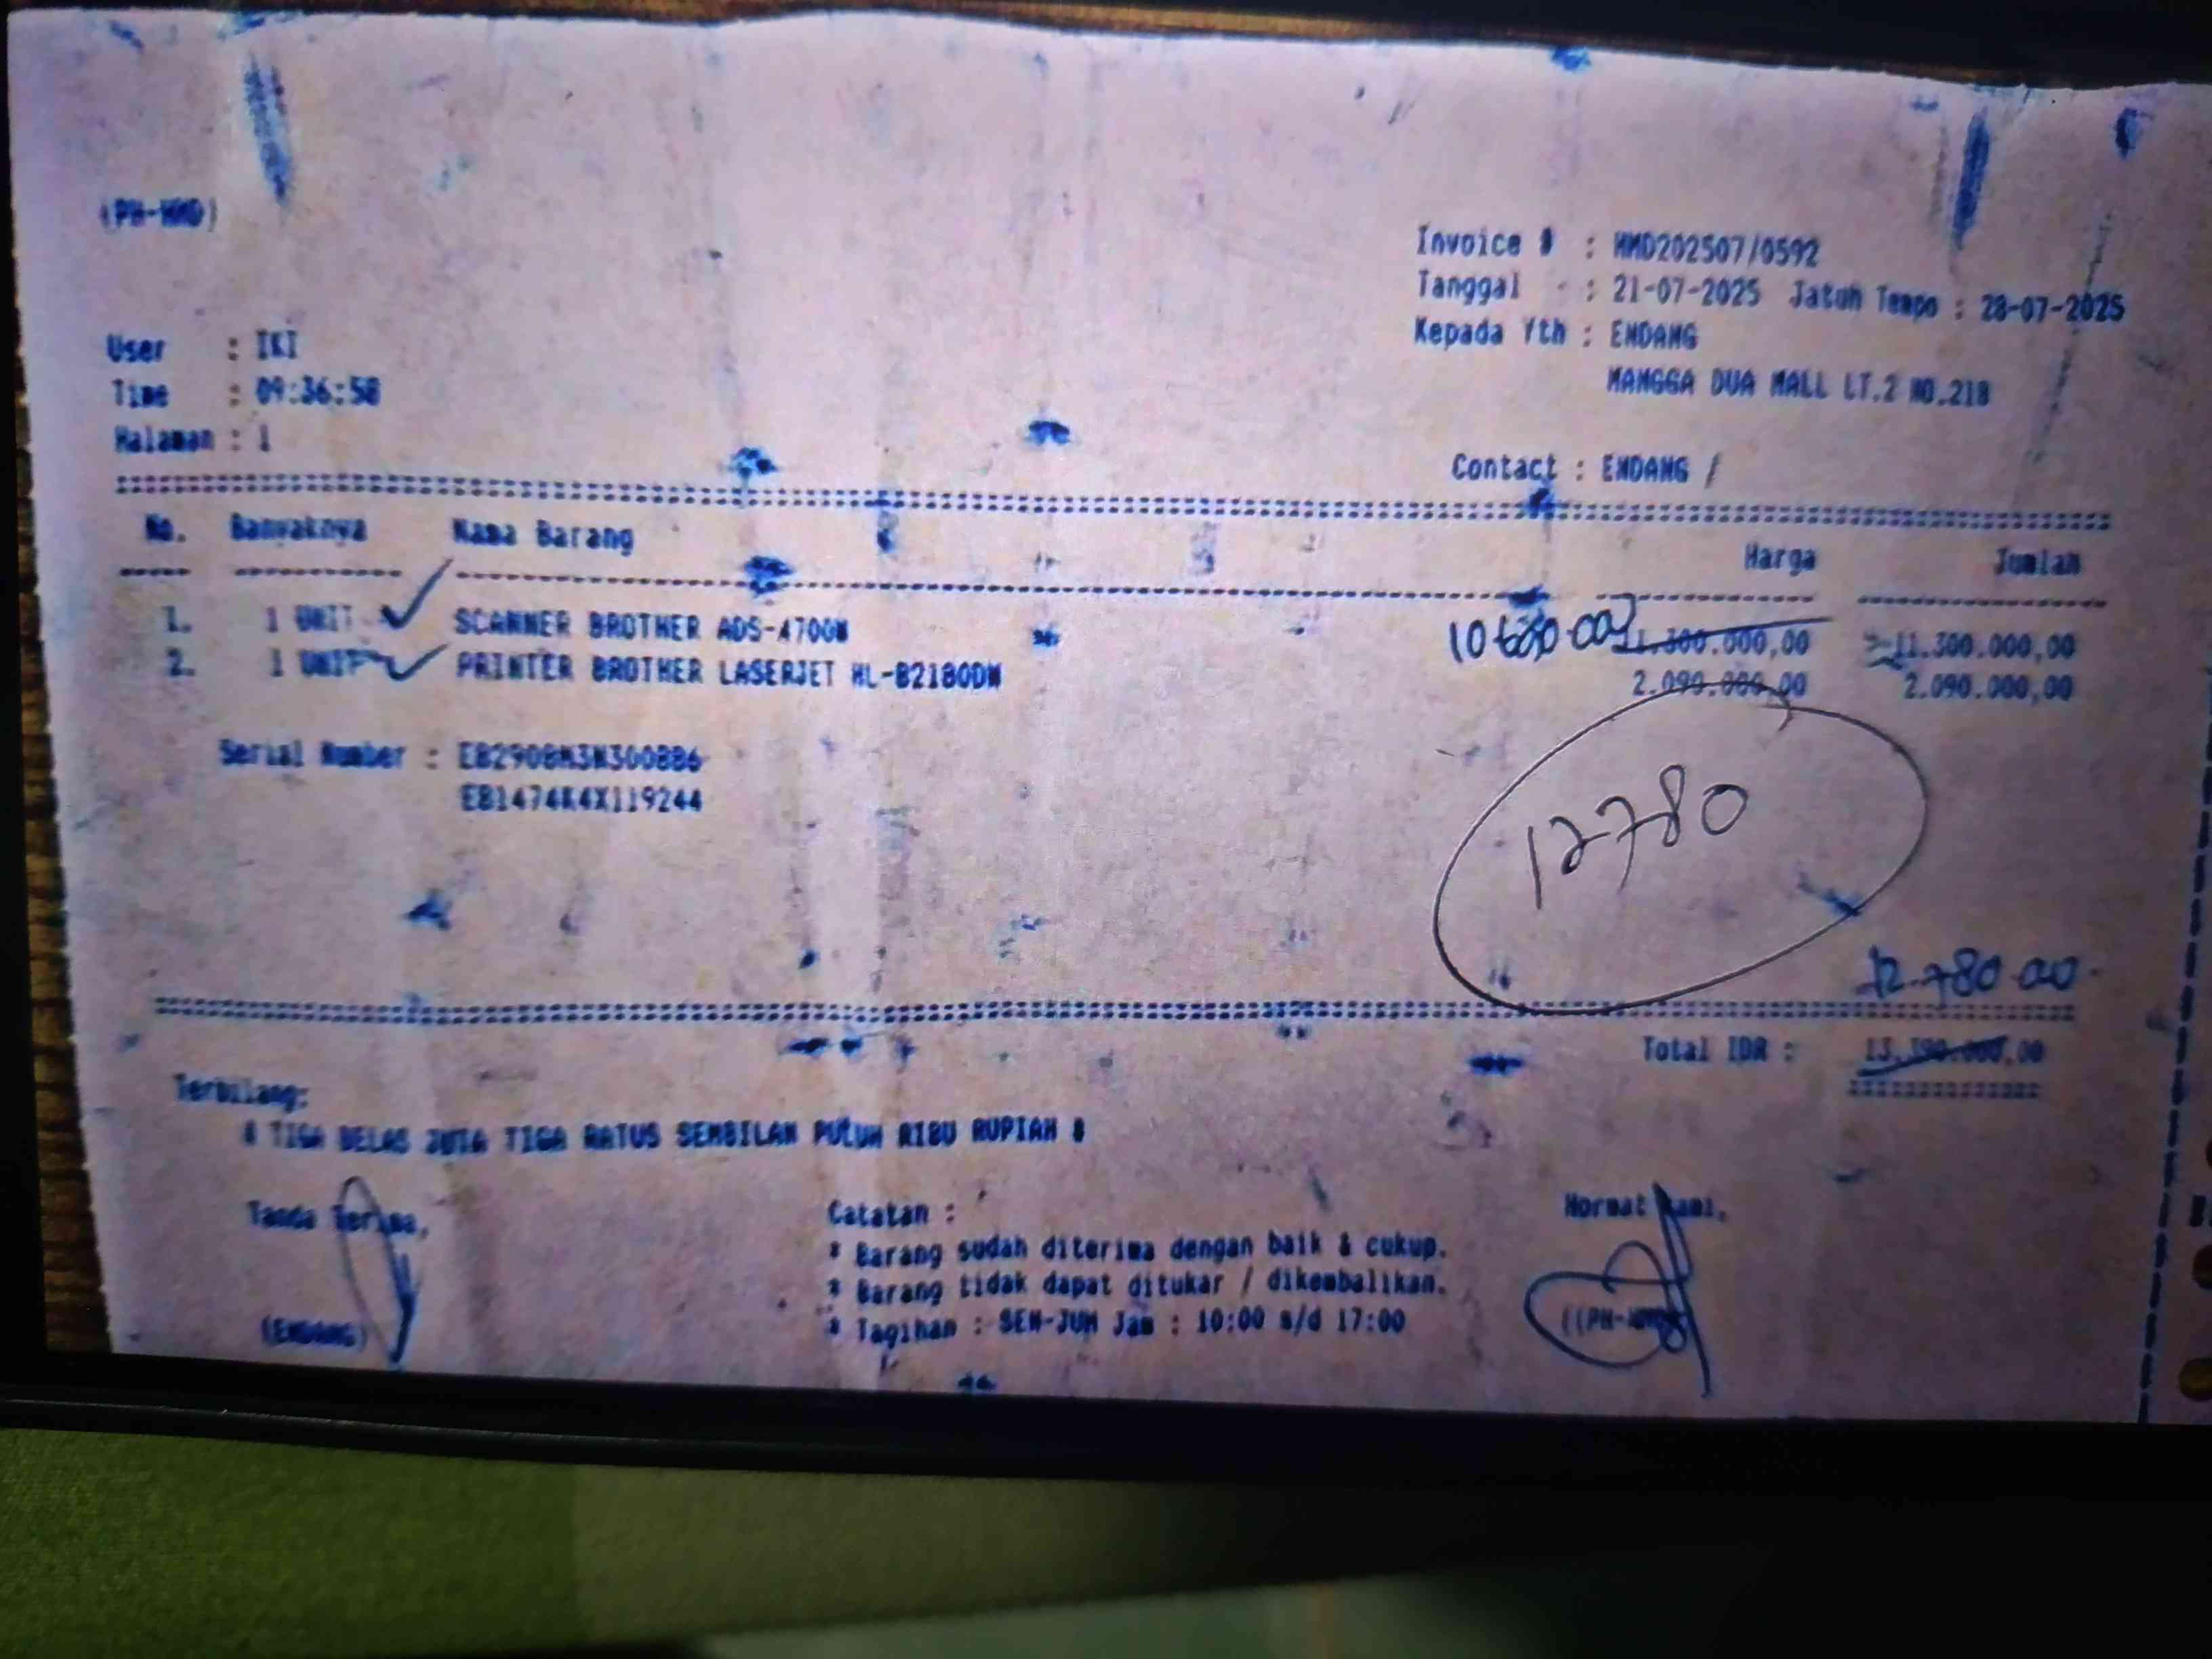 (PH-HMD)
Invoice # : HMD202507/0592
Tanggal : 21-07-2025 Jatuh Tempo : 28-07-2025
Kepada Yth : ENDANG
MANGGA DUA MALL LT.2 NO.218
User : IKI
Time : 09:36:58
Halaman : 1
Contact : ENDANG /
No. Banyaknya Nama Barang Harga Jumlah
1. 1 UNIT SCANNER BROTHER ADS-4700W 11.300.000,00 11.300.000,00
2. 1 UNIT PRINTER BROTHER LASERJET HL-B2180DW 2.090.000,00 2.090.000,00
Serial Number :
EB1474K4X119244
12780
12.780.00
Total IDR : 13.390.000,00
Terbilang:
# TIGA BELAS JUTA TIGA RATUS SEMBILAN PULUH RIBU RUPIAH #
Tanda Terima, Catatan : Hormat Kami,
* Barang sudah diterima dengan baik & cukup.
* Barang tidak dapat ditukar / dikembalikan.
* Tagihan : SEN-JUM Jam : 10:00 s/d 17:00
(ENDANG) ((PH-HMD)